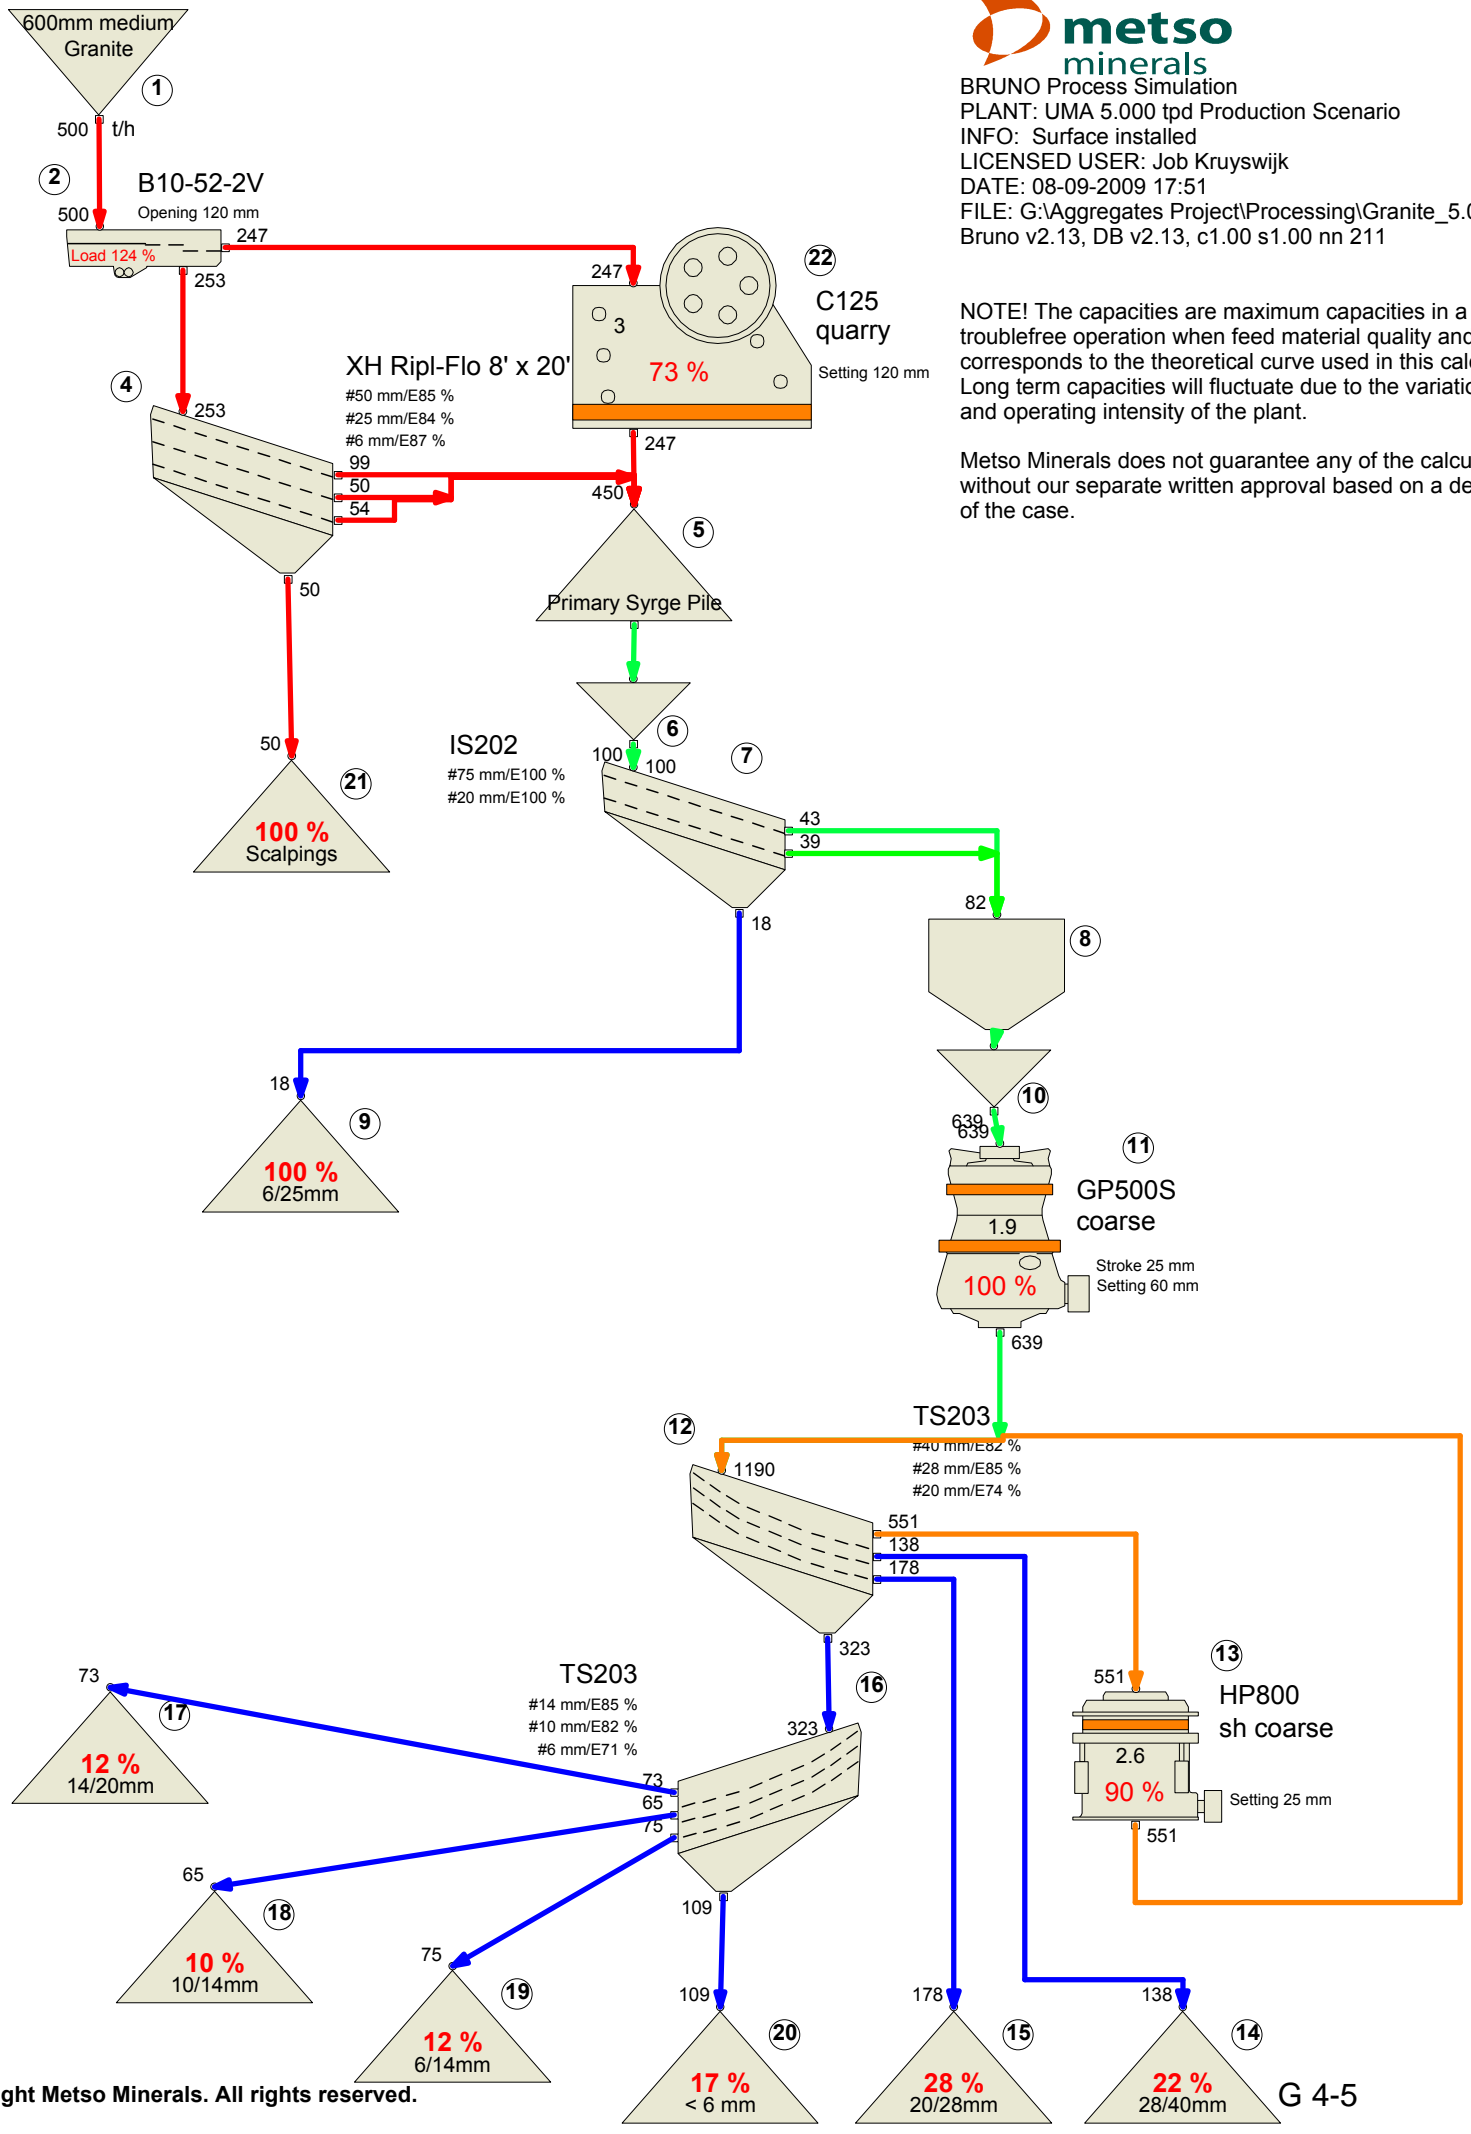 600mm medium
Granite
1
500 t/h
2
B10-52-2V
Opening 120 mm
500
Load 124 %
247
253
metso
minerals
BRUNO Process Simulation
PLANT: UMA 5.000 tpd Production Scenario
INFO: Surface installed
LICENSED USER: Job Kruyswijk
DATE: 08-09-2009 17:51
FILE: G:\Aggregates Project\Processing\Granite_5.0
Bruno v2.13, DB v2.13, c1.00 s1.00 nn 211
NOTE! The capacities are maximum capacities in a
troublefree operation when feed material quality and
corresponds to the theoretical curve used in this calc
Long term capacities will fluctuate due to the variatio
and operating intensity of the plant.
Metso Minerals does not guarantee any of the calcu
without our separate written approval based on a de
of the case.
247
22
C125
quarry
3
73 %
Setting 120 mm
247
4
XH Ripl-Flo 8' x 20'
#50 mm/E85 %
#25 mm/E84 %
#6 mm/E87 %
253
99
50
54
50
450
5
Primary Syrge Pile
50
21
100 %
Scalpings
6
IS202
#75 mm/E100 %
#20 mm/E100 %
100
100
7
43
39
18
82
8
18
9
100 %
6/25mm
10
639
639
11
GP500S
coarse
1.9
100 %
Stroke 25 mm
Setting 60 mm
639
12
TS203
#40 mm/E82 %
#28 mm/E85 %
#20 mm/E74 %
1190
551
138
178
323
551
13
HP800
sh coarse
2.6
90 %
Setting 25 mm
551
16
TS203
#14 mm/E85 %
#10 mm/E82 %
#6 mm/E71 %
323
73
65
75
109
73
17
12 %
14/20mm
65
18
10 %
10/14mm
75
19
12 %
6/14mm
109
20
17 %
< 6 mm
178
15
28 %
20/28mm
138
14
22 %
28/40mm
G 4-5
ght Metso Minerals. All rights reserved.